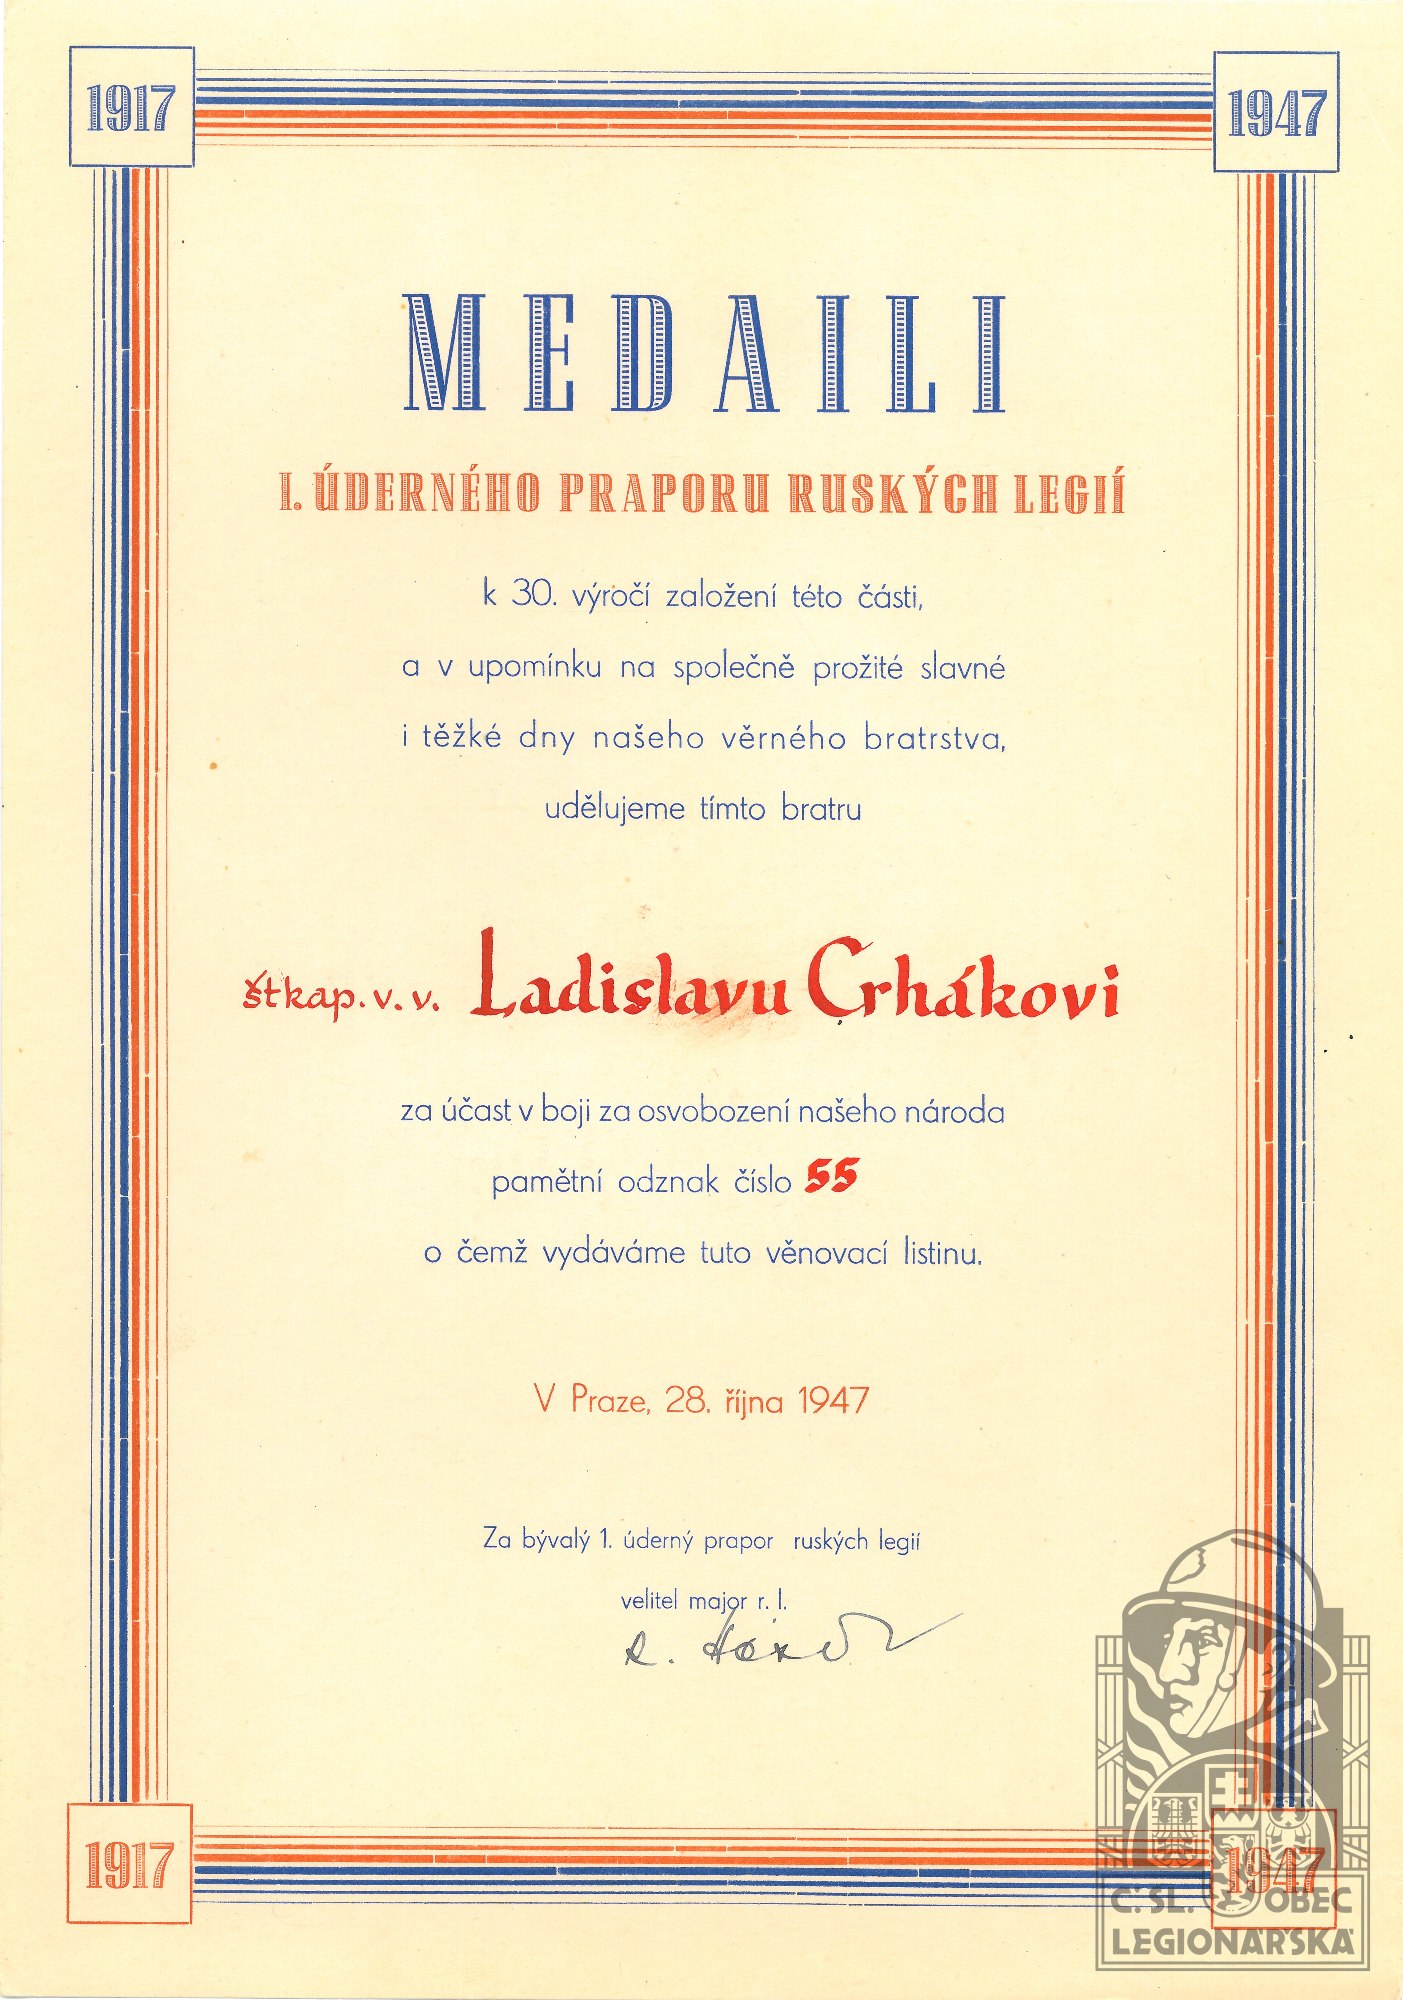 1917
1947
MEDAILI
I. ÚDERNÉHO PRAPORU RUSKÝCH LEGIÍ
k 30. výročí založení této části,
a v upomínku na společně prožité slavné
i těžké dny našeho věrného bratrstva,
udělujeme tímto bratru
štkap. v. v. Ladislavu Crhákovi
za účast v boji za osvobození našeho národa
pamětní odznak číslo 55
o čemž vydáváme tuto věnovací listinu.
V Praze, 28. října 1947
Za bývalý 1. úderný prapor ruských legií
velitel major r. l.
1917
1947
Č. SL. OBEC
LEGIONÁŘSKÁ